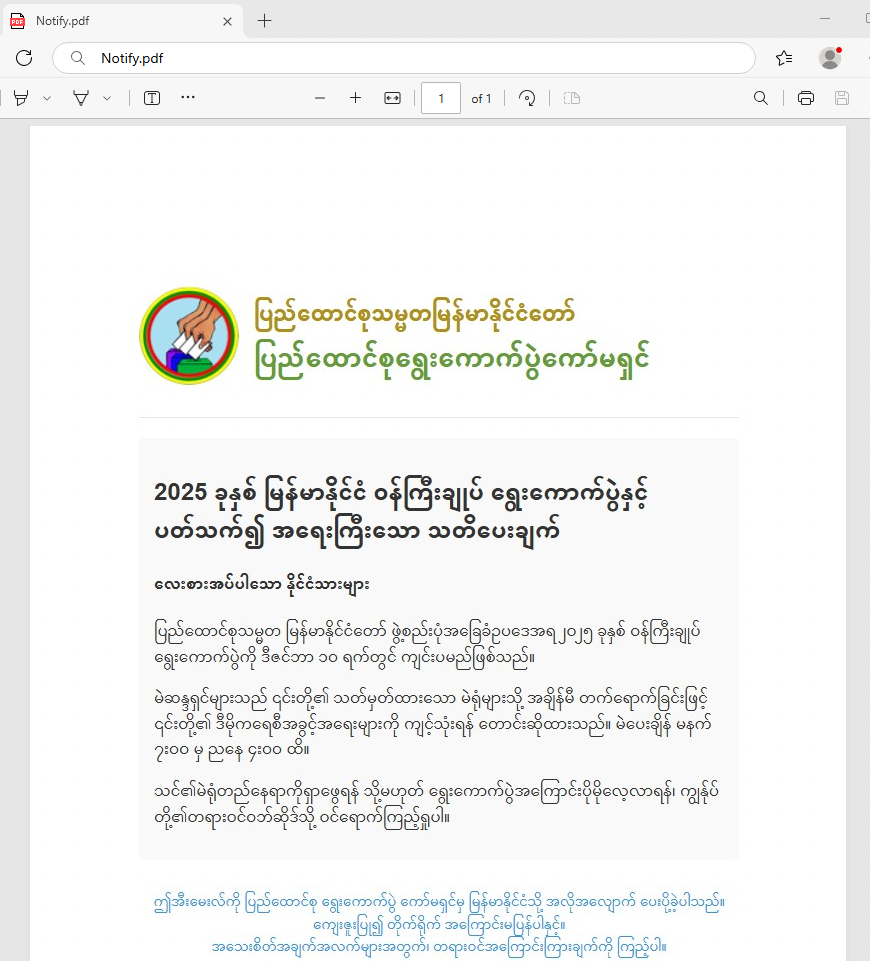 Notify.pdf
Notify.pdf
1 of 1
ပြည်ထောင်စုသမ္မတမြန်မာနိုင်ငံတော်
ပြည်ထောင်စုရွေးကောက်ပွဲကော်မရှင်
2025 ခုနှစ် မြန်မာနိုင်ငံ ဝန်ကြီးချုပ် ရွေးကောက်ပွဲနှင့်
ပတ်သက်၍ အရေးကြီးသော သတိပေးချက်
လေးစားအပ်ပါသော နိုင်ငံသားများ
ပြည်ထောင်စုသမ္မတ မြန်မာနိုင်ငံတော် ဖွဲ့စည်းပုံအခြေခံဥပဒေအရ၂၀၂၅ ခုနှစ် ဝန်ကြီးချုပ်
ရွေးကောက်ပွဲကို ဒီဇင်ဘာ ၁၀ ရက်တွင် ကျင်းပမည်ဖြစ်သည်။
မဲဆန္ဒရှင်များသည် ၎င်းတို့၏ သတ်မှတ်ထားသော မဲရုံများသို့ အချိန်မီ တက်ရောက်ခြင်းဖြင့်
၎င်းတို့၏ ဒီမိုကရေစီအခွင့်အရေးများကို ကျင့်သုံးရန် တောင်းဆိုထားသည်။ မဲပေးချိန် မနက်
၇း၀၀ မှ ညနေ ၄း၀၀ ထိ။
သင်၏မဲရုံတည်နေရာကိုရှာဖွေရန် သို့မဟုတ် ရွေးကောက်ပွဲအကြောင်းပိုမိုလေ့လာရန်၊ ကျွန်ုပ်
တို့၏တရားဝင်ဝဘ်ဆိုဒ်သို့ ဝင်ရောက်ကြည့်ရှုပါ။
ဤအီးမေးလ်ကို ပြည်ထောင်စု ရွေးကောက်ပွဲ ကော်မရှင်မှ မြန်မာနိုင်ငံသို့ အလိုအလျောက် ပေးပို့ခဲ့ပါသည်။
ကျေးဇူးပြု၍ တိုက်ရိုက် အကြောင်းမပြန်ပါနှင့်။
အသေးစိတ်အချက်အလက်များအတွက်၊ တရားဝင်အကြောင်းကြားချက်ကို ကြည့်ပါ။